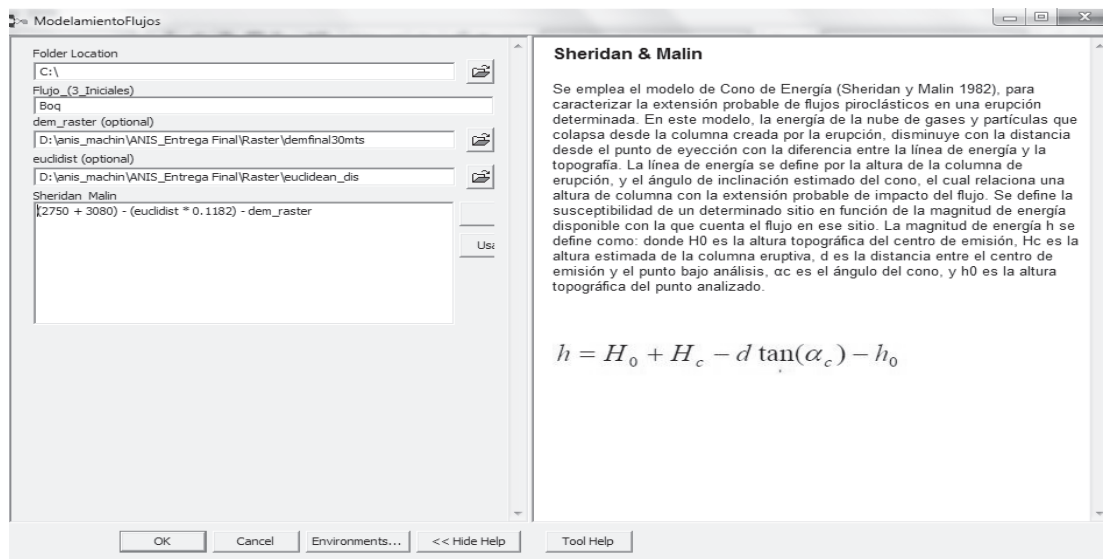 ModelamientoFlujos
Folder Location
C:\
Flujo_(3_Iniciales)
Boq
dem_raster (optional)
D:\anis_machin\ANIS_Entrega Final\Raster\demfinal30mts
euclidist (optional)
D:\anis_machin\ANIS_Entrega Final\Raster\euclidean_dis
Sheridan_Malin
(2750 + 3080) - (euclidist * 0.1182) - dem_raster
Usa
Sheridan & Malin
Se emplea el modelo de Cono de Energía (Sheridan y Malin 1982), para
caracterizar la extensión probable de flujos piroclásticos en una erupción
determinada. En este modelo, la energía de la nube de gases y partículas que
colapsa desde la columna creada por la erupción, disminuye con la distancia
desde el punto de eyección con la diferencia entre la línea de energía y la
topografía. La línea de energía se define por la altura de la columna de
erupción, y el ángulo de inclinación estimado del cono, el cual relaciona una
altura de columna con la extensión probable de impacto del flujo. Se define la
susceptibilidad de un determinado sitio en función de la magnitud de energía
disponible con la que cuenta el flujo en ese sitio. La magnitud de energía h se
define como: donde H0 es la altura topográfica del centro de emisión, Hc es la
altura estimada de la columna eruptiva, d es la distancia entre el centro de
emisión y el punto bajo análisis, αc es el ángulo del cono, y h0 es la altura
topográfica del punto analizado.
h = H₀ + H_c − d tan(α_c) − h₀
OK
Cancel
Environments...
<< Hide Help
Tool Help